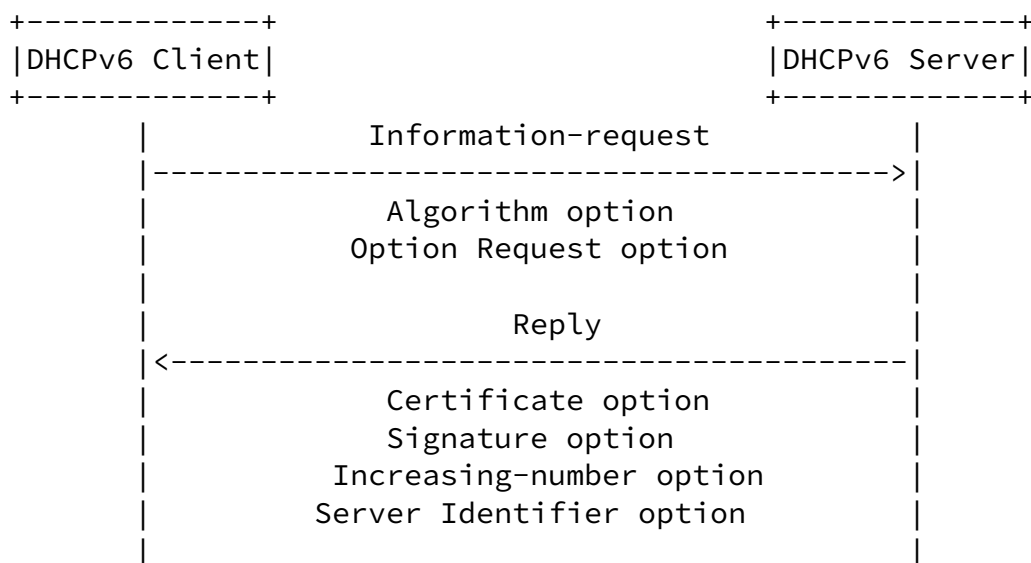 DHCPv6 Client DHCPv6 Server
Information-request
Algorithm option
Option Request option
Reply
Certificate option
Signature option
Increasing-number option
Server Identifier option